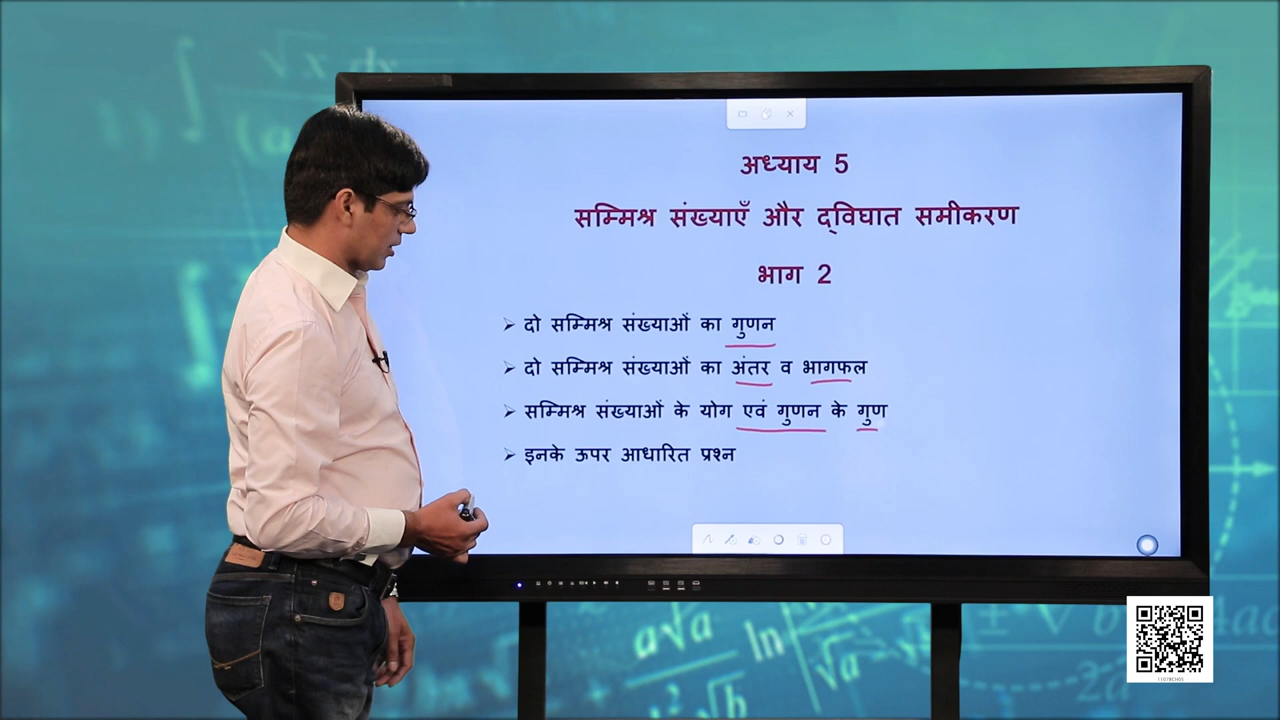 अध्याय 5
सम्मिश्र संख्याएँ और द्विघात समीकरण
भाग 2
➢ दो सम्मिश्र संख्याओं का गुणन
➢ दो सम्मिश्र संख्याओं का अंतर व भागफल
➢ सम्मिश्र संख्याओं के योग एवं गुणन के गुण
➢ इनके ऊपर आधारित प्रश्न
11078CH05